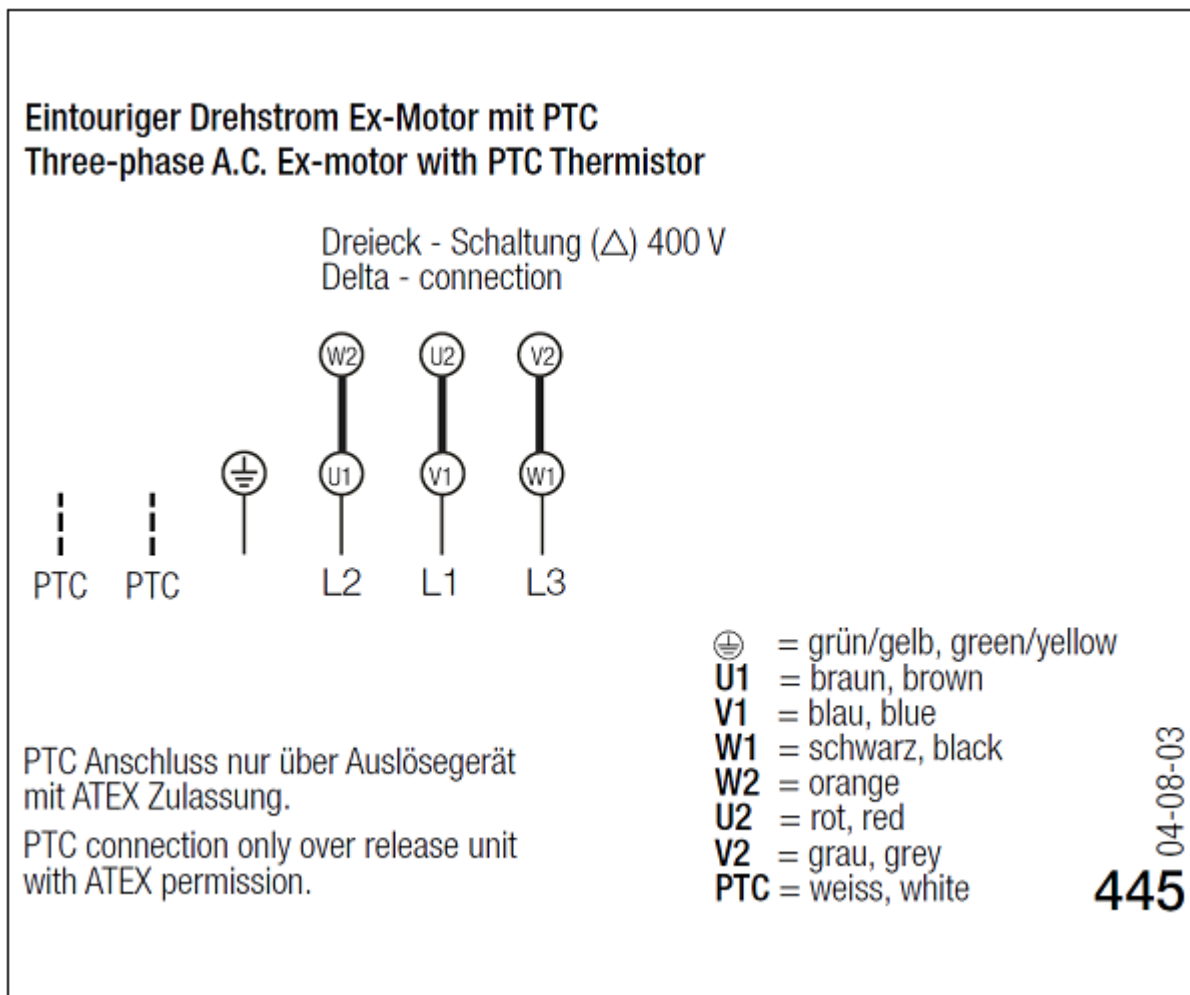 Eintouriger Drehstrom Ex-Motor mit PTC
Three-phase A.C. Ex-motor with PTC Thermistor
Dreieck - Schaltung (△) 400 V
Delta - connection
W2 U2 V2
U1 V1 W1
PTC PTC L2 L1 L3
= grün/gelb, green/yellow
U1 = braun, brown
V1 = blau, blue
W1 = schwarz, black
W2 = orange
U2 = rot, red
V2 = grau, grey
PTC = weiss, white
PTC Anschluss nur über Auslösegerät
mit ATEX Zulassung.
PTC connection only over release unit
with ATEX permission.
04-08-03
445